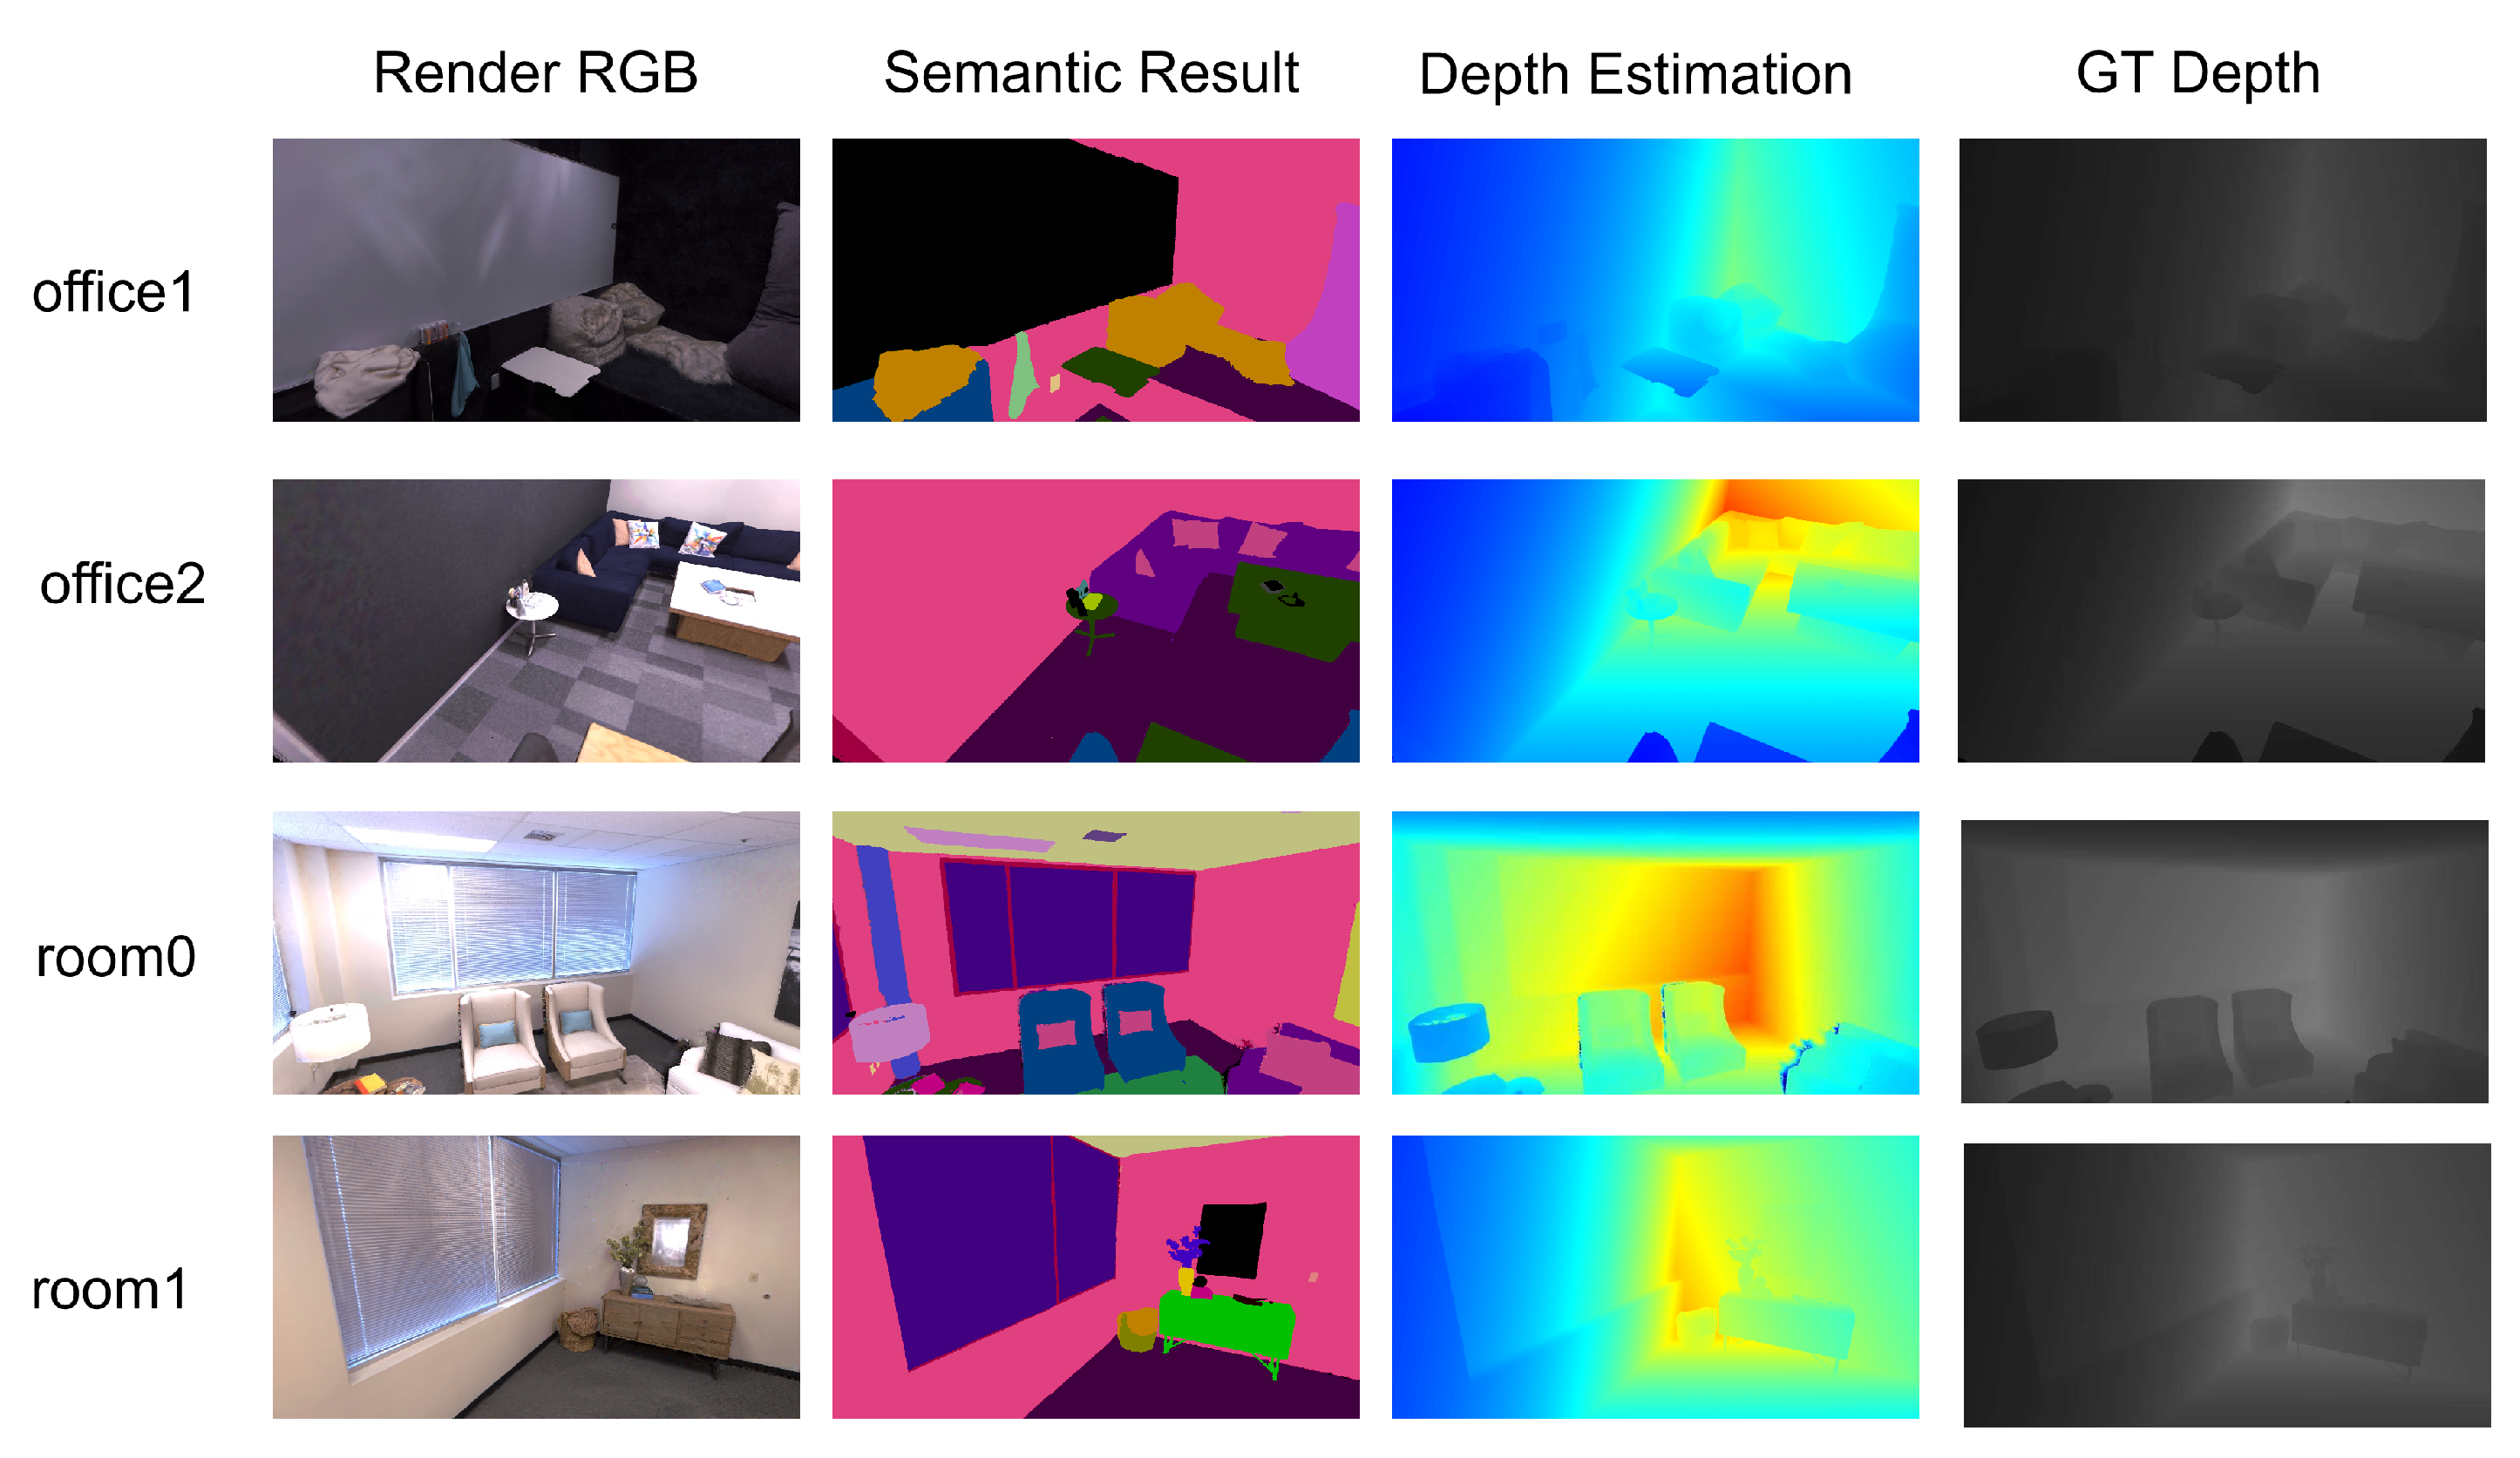 Render RGB
Semantic Result
Depth Estimation
GT Depth
office1
office2
room0
room1